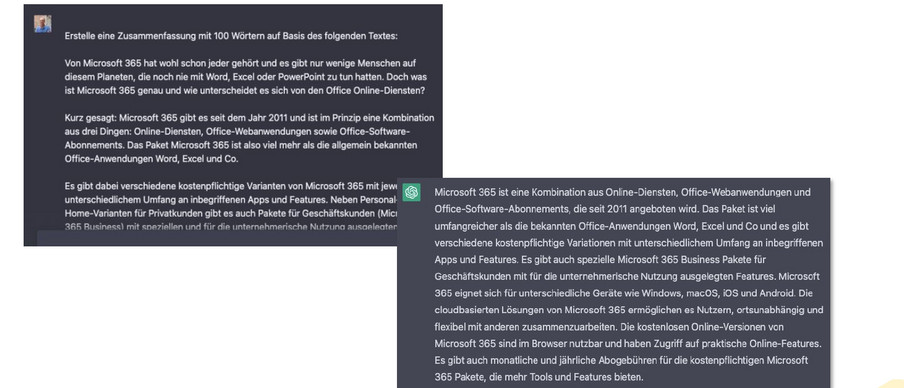 Erstelle eine Zusammenfassung mit 100 Wörtern auf Basis des folgenden Textes:
Von Microsoft 365 hat wohl schon jeder gehört und es gibt nur wenige Menschen auf
diesem Planeten, die noch nie mit Word, Excel oder PowerPoint zu tun hatten. Doch was
ist Microsoft 365 genau und wie unterscheidet es sich von den Office Online-Diensten?
Kurz gesagt: Microsoft 365 gibt es seit dem Jahr 2011 und ist im Prinzip eine Kombination
aus drei Dingen: Online-Diensten, Office-Webanwendungen sowie Office-Software-
Abonnements. Das Paket Microsoft 365 ist also viel mehr als die allgemein bekannten
Office-Anwendungen Word, Excel und Co.
Es gibt dabei verschiedene kostenpflichtige Varianten von Microsoft 365 mit
unterschiedlichem Umfang an inbegriffenen Apps und Features. Neben Personal-
Home-Varianten für Privatkunden gibt es auch Pakete für Geschäftskunden
365 Business) mit speziellen und für die unternehmerische Nutzung ausgelegten
Microsoft 365 ist eine Kombination aus Online-Diensten, Office-Webanwendungen und
Office-Software-Abonnements, die seit 2011 angeboten wird. Das Paket ist viel
umfangreicher als die bekannten Office-Anwendungen Word, Excel und Co und es gibt
verschiedene kostenpflichtige Variationen mit unterschiedlichem Umfang an inbegriffenen
Apps und Features. Es gibt auch spezielle Microsoft 365 Business Pakete für
Geschäftskunden mit für die unternehmerische Nutzung ausgelegten Features. Microsoft
365 eignet sich für unterschiedliche Geräte wie Windows, macOS, iOS und Android. Die
cloudbasierten Lösungen von Microsoft 365 ermöglichen es Nutzern, ortsunabhängig und
flexibel mit anderen zusammenzuarbeiten. Die kostenlosen Online-Versionen von
Microsoft 365 sind im Browser nutzbar und haben Zugriff auf praktische Online-Features.
Es gibt auch monatliche und jährliche Abogebühren für die kostenpflichtigen Microsoft
365 Pakete, die mehr Tools und Features bieten.